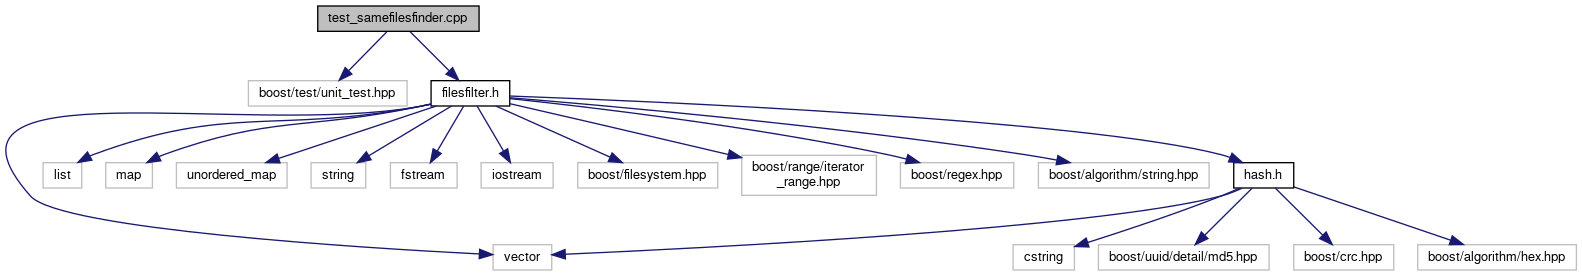 test_samefilesfinder.cpp
boost/test/unit_test.hpp
filesfilter.h
list
map
unordered_map
string
fstream
iostream
boost/filesystem.hpp
boost/range/iterator
_range.hpp
boost/regex.hpp
boost/algorithm/string.hpp
hash.h
vector
cstring
boost/uuid/detail/md5.hpp
boost/crc.hpp
boost/algorithm/hex.hpp